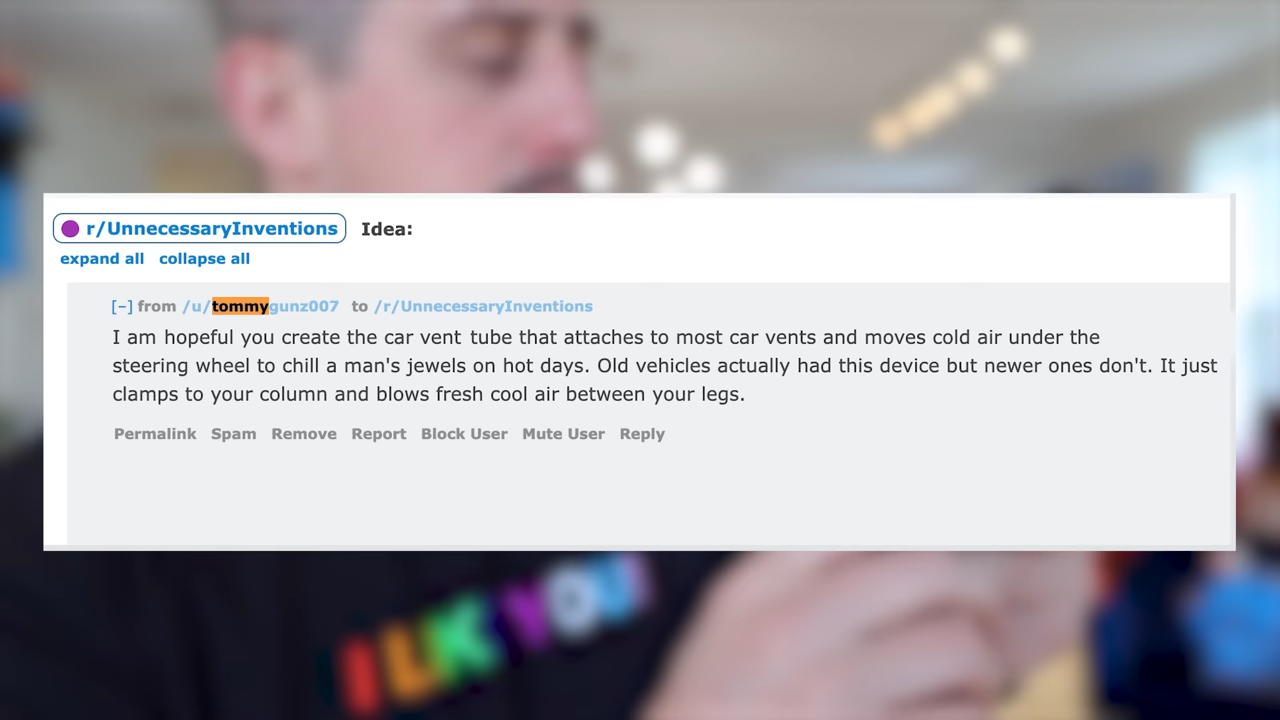 r/UnnecessaryInventions Idea:
expand all collapse all
[−] from /u/tommygunz007 to /r/UnnecessaryInventions
I am hopeful you create the car vent tube that attaches to most car vents and moves cold air under the
steering wheel to chill a man's jewels on hot days. Old vehicles actually had this device but newer ones don't. It just
clamps to your column and blows fresh cool air between your legs.
Permalink Spam Remove Report Block User Mute User Reply